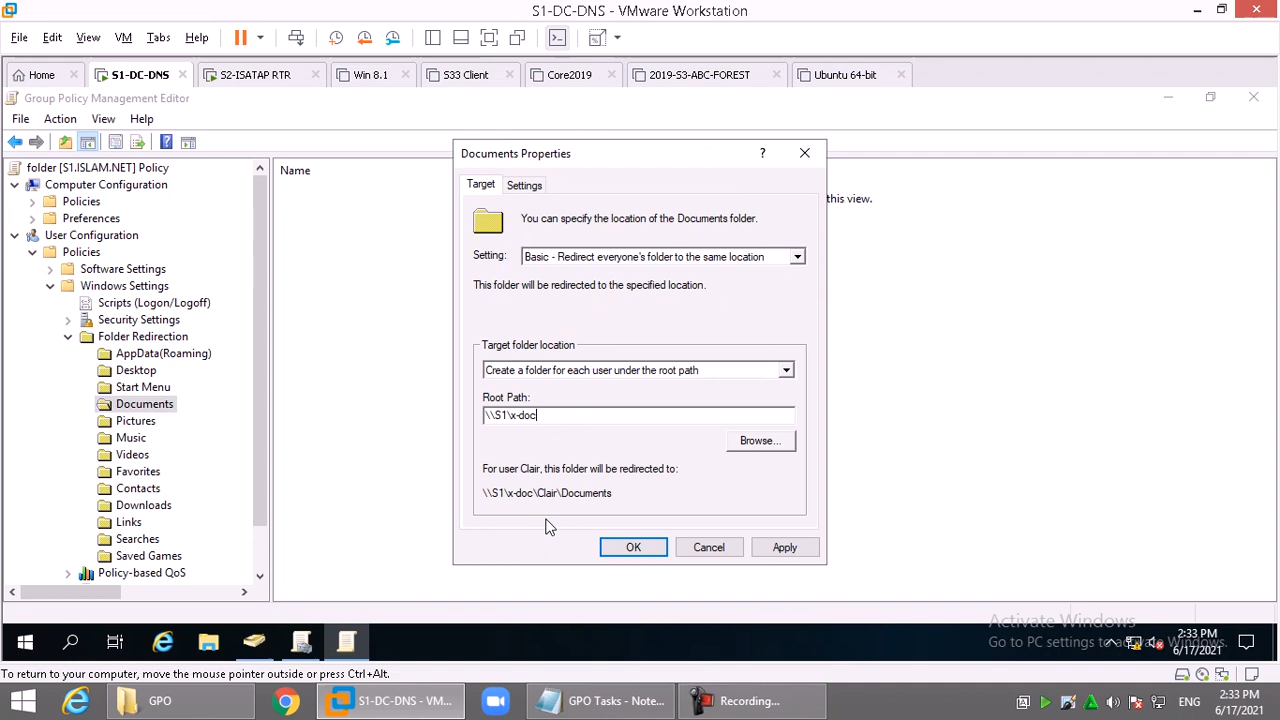 S1-DC-DNS - VMware Workstation
File Edit View VM Tabs Help
Home S1-DC-DNS S2-ISATAP RTR Win 8.1 S33 Client Core2019 2019-S3-ABC-FOREST Ubuntu 64-bit
Group Policy Management Editor
File Action View Help
folder [S1.ISLAM.NET] Policy
Computer Configuration
Policies
Preferences
User Configuration
Policies
Software Settings
Windows Settings
Scripts (Logon/Logoff)
Security Settings
Folder Redirection
AppData(Roaming)
Desktop
Start Menu
Documents
Pictures
Music
Videos
Favorites
Contacts
Downloads
Links
Searches
Saved Games
Policy-based QoS
Name
this view.
Documents Properties
?
Target Settings
You can specify the location of the Documents folder.
Setting: Basic - Redirect everyone's folder to the same location
This folder will be redirected to the specified location.
Target folder location
Create a folder for each user under the root path
Root Path:
\\S1\x-doc
Browse...
For user Clair, this folder will be redirected to:
\\S1\x-doc\Clair\Documents
OK Cancel Apply
Activate Windows
Go to PC settings to activate Windows.
2:33 PM
6/17/2021
To return to your computer, move the mouse pointer outside or press Ctrl+Alt.
GPO S1-DC-DNS - VM... GPO Tasks - Note... Recording... ENG
2:33 PM
6/17/2021